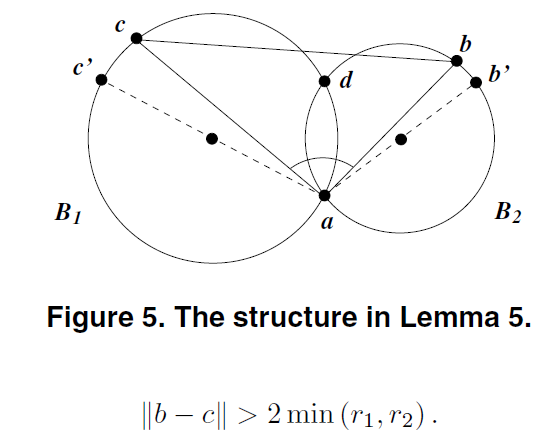 c
b
c’
b’
d
B1
a
B2
Figure 5. The structure in Lemma 5.
‖b − c‖ > 2 min (r1, r2) .